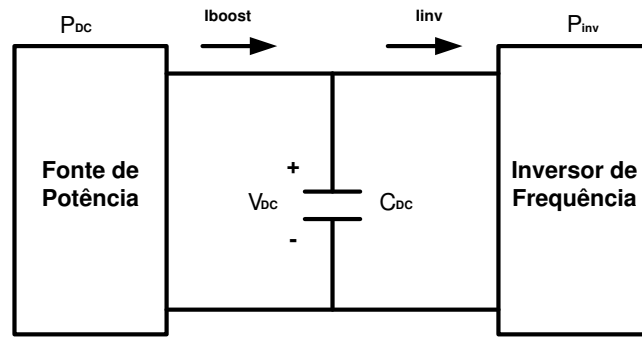 PDC
Iboost
Iinv
Pinv
Fonte de
Potência
+
VDC
CDC
-
Inversor de
Frequência